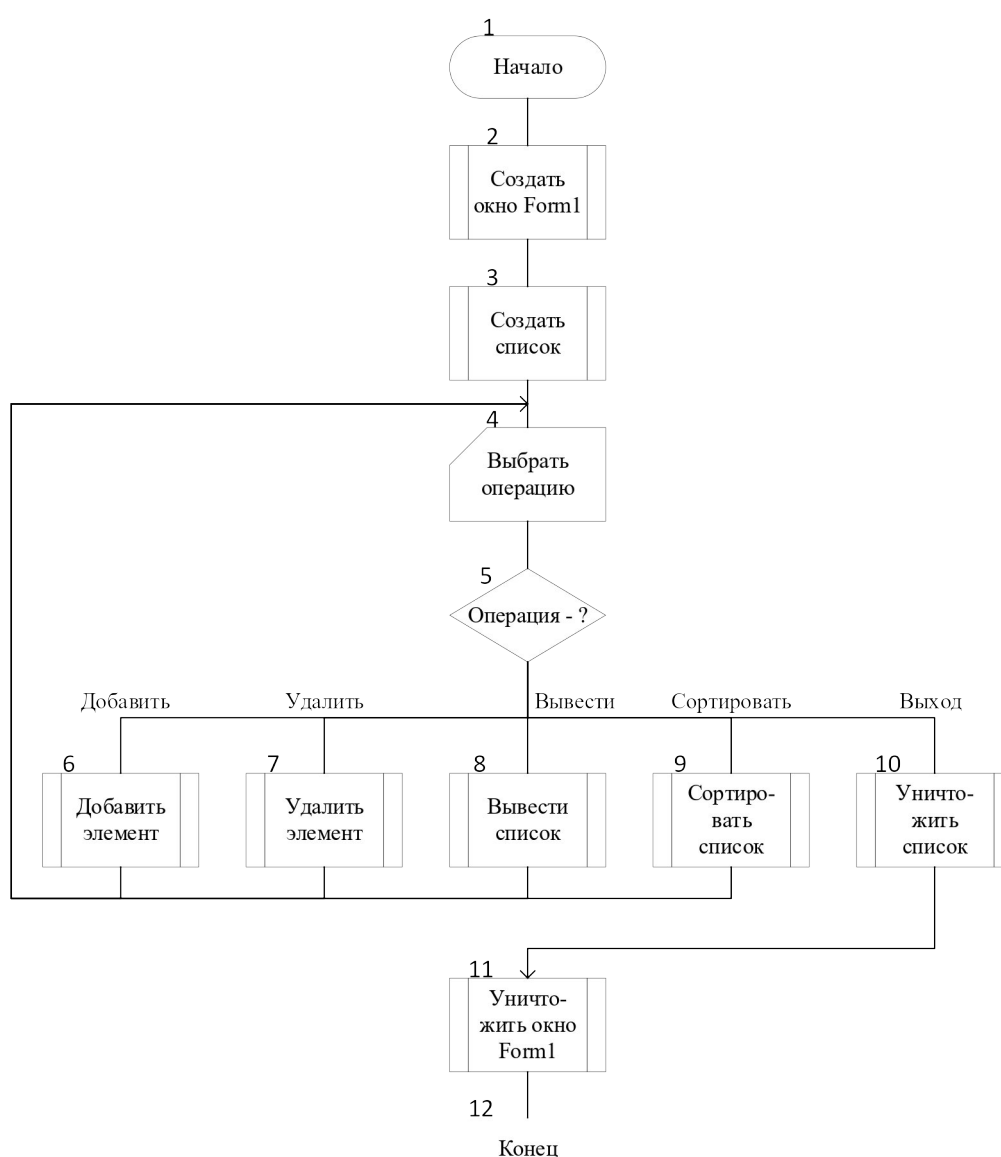 1
Начало
2
Создать
окно Form1
3
Создать
список
4
Выбрать
операцию
5
Операция - ?
Добавить
Удалить
Вывести
Сортировать
Выход
6
Добавить
элемент
7
Удалить
элемент
8
Вывести
список
9
Сортиро-
вать
список
10
Уничто-
жить
список
11
Уничто-
жить окно
Form1
12
Конец